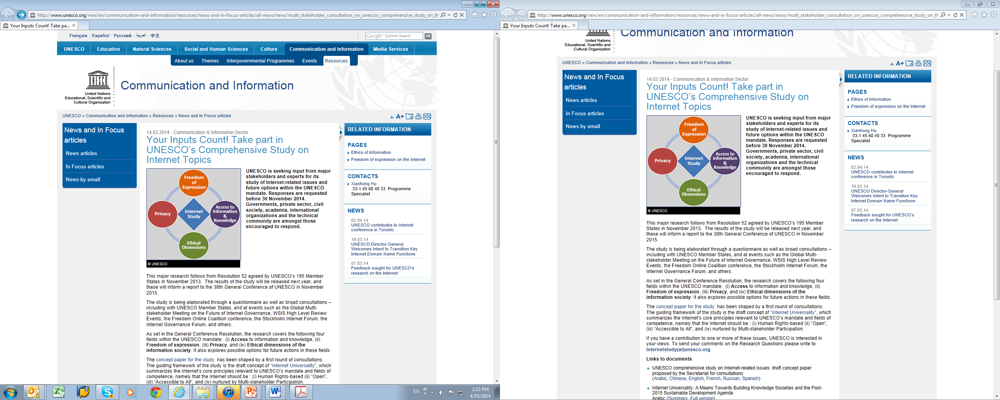 http://www.unesco.org/new/en/communication-and-information/resources/news-and-in-focus-articles/all-news/news/multi_stakeholder_consultation_on_unescos_comprehensive_study_on_th
Your Inputs Count! Take pa...
Français - Español - Русский - العربية - 中文
Google™ Custom Search
ok
UNESCO
Education
Natural Sciences
Social and Human Sciences
Culture
Communication and Information
Media Services
About us
Themes
Intergovernmental Programmes
Events
Resources
UNESCO
United Nations
Educational, Scientific and
Cultural Organization
Communication and Information
UNESCO » Communication and Information » Resources » News and In Focus articles
A- A+
News and In Focus
articles
News articles
In Focus articles
News by email
14.03.2014 - Communication & Information Sector
Your Inputs Count! Take part in
UNESCO’s Comprehensive Study on
Internet Topics
Freedom
of
Expression
Privacy
Internet
Study
Access to
Information
&
Knowledge
Ethical
Dimensions
© UNESCO
UNESCO is seeking input from major
stakeholders and experts for its
study of Internet-related issues and
future options within the UNESCO
mandate. Responses are requested
before 30 November 2014.
Governments, private sector, civil
society, academia, international
organizations and the technical
community are amongst those
encouraged to respond.
This major research follows from Resolution 52 agreed by UNESCO’s 195 Member
States in November 2013.  The results of the study will be released next year, and
these will inform a report to the 38th General Conference of UNESCO in November
2015.
The study is being elaborated through a questionnaire as well as broad consultations –
including with UNESCO Member States, and at events such as the Global Multi-
stakeholder Meeting on the Future of Internet Governance, WSIS High Level Review
Events, the Freedom Online Coalition conference, the Stockholm Internet Forum, the
Internet Governance Forum, and others.
As set in the General Conference Resolution, the research covers the following four
fields within the UNESCO mandate:  (i) Access to information and knowledge, (ii)
Freedom of expression, (iii) Privacy, and (iv) Ethical dimensions of the
information society. It also explores possible options for future actions in these fields.
The concept paper for the study  has been shaped by a first round of consultations.
The guiding framework of the study is the draft concept of “Internet Universality”, which
summarizes the Internet’s core principles relevant to UNESCO’s mandate and fields of
competence, namely that the Internet should be : (i) Human Rights-based (ii) “Open”,
(iii) “Accessible to All”, and (iv) nurtured by Multi-stakeholder Participation.
RELATED INFORMATION
PAGES
Ethics of Information
Freedom of expression on the Internet
CONTACTS
Xianhong Hu
33-1 45 68 40 33  Programme
Specialist
NEWS
02.04.14
UNESCO contributes to Internet
conference in Toronto
19.03.14
UNESCO Director-General
Welcomes Intent to Transition Key
Internet Domain Name Functions
07.03.14
Feedback sought for UNESCO’s
research on the Internet
EN
2:33 PM
4/10/2014
http://www.unesco.org/new/en/communication-and-information/resources/news-and-in-focus-articles/all-news/news/multi_stakeholder_consultation_on_unescos_comprehensive_study_on_th
Your Inputs Count! Take pa...
UNESCO
United Nations
Educational, Scientific and
Cultural Organization
Communication and Information
UNESCO » Communication and Information » Resources » News and In Focus articles
A- A+
News and In Focus
articles
News articles
In Focus articles
News by email
14.03.2014 - Communication & Information Sector
Your Inputs Count! Take part in
UNESCO’s Comprehensive Study on
Internet Topics
Freedom
of
Expression
Privacy
Internet
Study
Access to
Information
&
Knowledge
Ethical
Dimensions
© UNESCO
UNESCO is seeking input from major
stakeholders and experts for its
study of Internet-related issues and
future options within the UNESCO
mandate. Responses are requested
before 30 November 2014.
Governments, private sector, civil
society, academia, international
organizations and the technical
community are amongst those
encouraged to respond.
This major research follows from Resolution 52 agreed by UNESCO’s 195 Member
States in November 2013.  The results of the study will be released next year, and
these will inform a report to the 38th General Conference of UNESCO in November
2015.
The study is being elaborated through a questionnaire as well as broad consultations –
including with UNESCO Member States, and at events such as the Global Multi-
stakeholder Meeting on the Future of Internet Governance, WSIS High Level Review
Events, the Freedom Online Coalition conference, the Stockholm Internet Forum, the
Internet Governance Forum, and others.
As set in the General Conference Resolution, the research covers the following four
fields within the UNESCO mandate:  (i) Access to information and knowledge, (ii)
Freedom of expression, (iii) Privacy, and (iv) Ethical dimensions of the
information society. It also explores possible options for future actions in these fields.
The concept paper for the study  has been shaped by a first round of consultations.
The guiding framework of the study is the draft concept of “Internet Universality”, which
summarizes the Internet’s core principles relevant to UNESCO’s mandate and fields of
competence, namely that the Internet should be : (i) Human Rights-based (ii) “Open”,
(iii) “Accessible to All”, and (iv) nurtured by Multi-stakeholder Participation.
If you have a contribution to one or more of these issues, UNESCO is interested in
your views. To send your comments on the Research Questions please write to
Internetstudy(at)unesco.org.
Links to documents
UNESCO comprehensive study on Internet-related issues: draft concept paper
proposed by the Secretariat for consultations
(Arabic, Chinese, English, French, Russian, Spanish)
Internet Universality: A Means Towards Building Knowledge Societies and the Post-
2015 Sustainable Development Agenda
Arabic (Summary, Full version)
RELATED INFORMATION
PAGES
Ethics of Information
Freedom of expression on the Internet
CONTACTS
Xianhong Hu
33-1 45 68 40 33  Programme
Specialist
NEWS
02.04.14
UNESCO contributes to Internet
conference in Toronto
19.03.14
UNESCO Director-General
Welcomes Intent to Transition Key
Internet Domain Name Functions
07.03.14
Feedback sought for UNESCO’s
research on the Internet